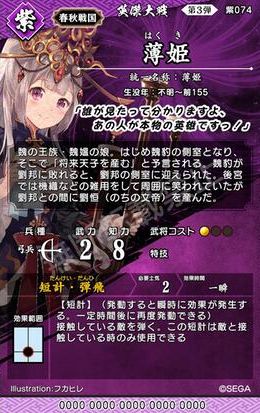 紫
春秋戦国
英傑大戦
第3弾
紫074
はく き
薄姫
統一名称：薄姫
生没年：不明〜前155
「誰が見たって分かりますよ、
あの人が本物の英雄ですっ！」
魏の王族・魏媼の娘。はじめ魏豹の側室となり、
そこで「将来天子を産む」と予言される。魏豹が
劉邦に敗れると、劉邦の側室に迎えられた。後宮
では機織などの雑用をして周囲に笑われていたが
劉邦との間に劉恒（のちの文帝）を産んだ。
兵種 武力 知力 武将コスト
弓兵 2 8 特技
たんけい・だんひ
短計・弾飛
必要士気 2
効果時間 一瞬
効果範囲
【短計】（発動すると瞬時に効果が発生す
る。一定時間後に再度発動できる）
接触している敵を弾く。この短計は敵と接
触している時のみ使用できる
Illustration:フカヒレ
©SEGA
0000-0000-0000-0000-0000